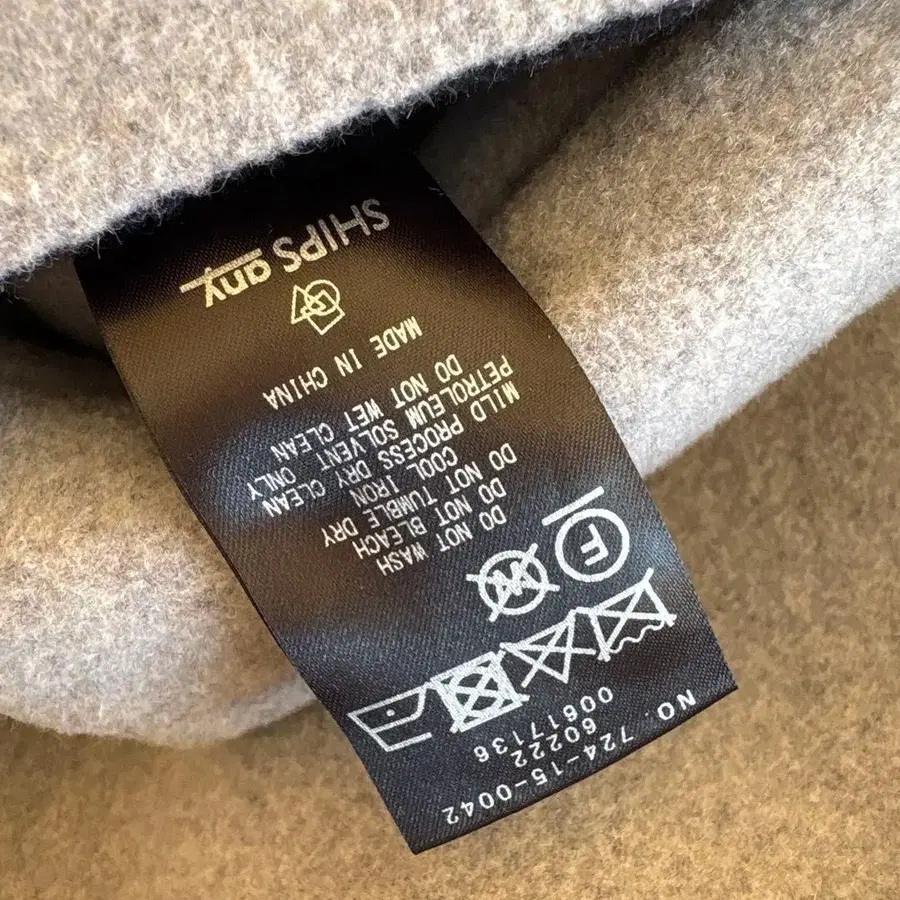 NO. 724-15-0042
60222
00617136
F
W
DO NOT WASH
DO NOT BLEACH
DO NOT TUMBLE DRY
COOL IRON
MILD PROCESS DRY CLEAN
PETROLEUM SOLVENT ONLY
DO NOT WET CLEAN
MADE IN CHINA
SHIPS any